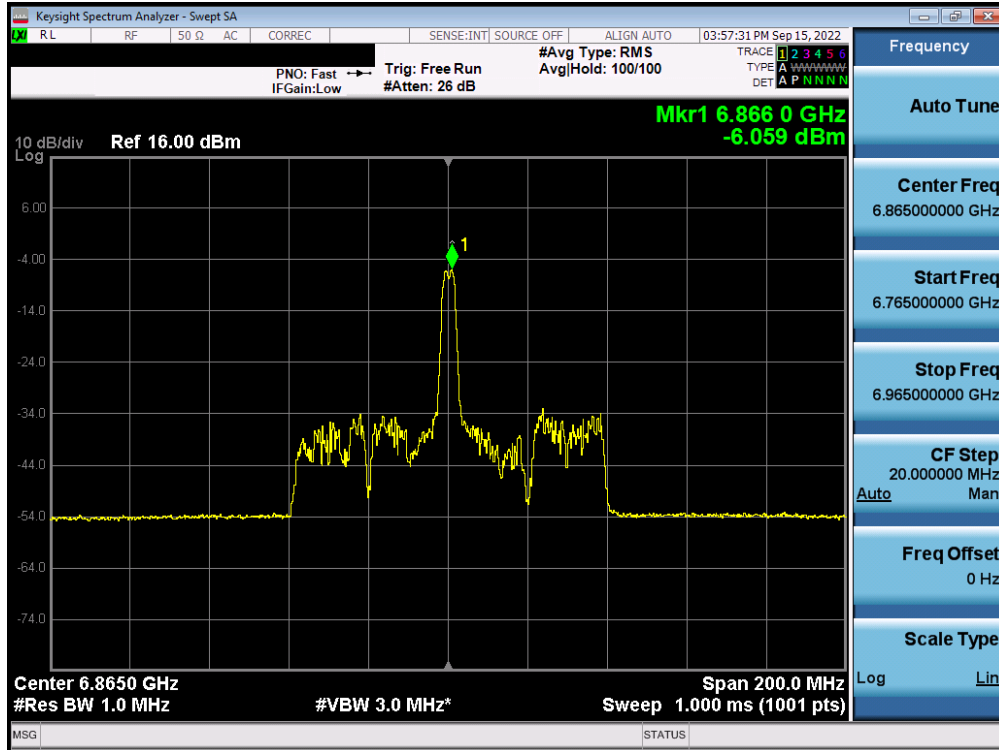 Keysight Spectrum Analyzer - Swept SA
LXI RL RF 50 Ω AC CORREC SENSE:INT SOURCE OFF ALIGN AUTO 03:57:31 PM Sep 15, 2022
PNO: Fast
IFGain:Low
Trig: Free Run
#Atten: 26 dB
#Avg Type: RMS
Avg|Hold: 100/100
TRACE 1 2 3 4 5 6
TYPE A WWWWW
DET A P N N N N
Mkr1 6.866 0 GHz
-6.059 dBm
10 dB/div Ref 16.00 dBm
Log
6.00
-4.00
-14.0
-24.0
-34.0
-44.0
-54.0
-64.0
-74.0
1
Center 6.8650 GHz Span 200.0 MHz
#Res BW 1.0 MHz #VBW 3.0 MHz* Sweep 1.000 ms (1001 pts)
MSG STATUS
Frequency
Auto Tune
Center Freq
6.865000000 GHz
Start Freq
6.765000000 GHz
Stop Freq
6.965000000 GHz
CF Step
20.000000 MHz
Auto Man
Freq Offset
0 Hz
Scale Type
Log Lin